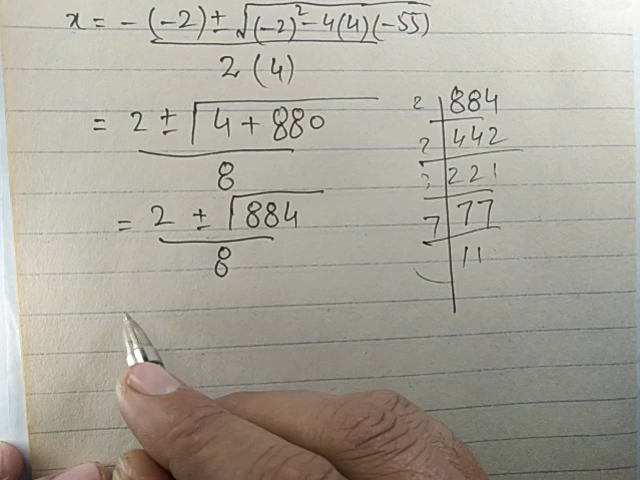 x = -(-2) ± √(-2)² - 4(4)(-55)
2(4)
= 2 ± √4 + 880
8
= 2 ± √884
8
2 | 884
2 | 442
3 | 221
7 | 77
11